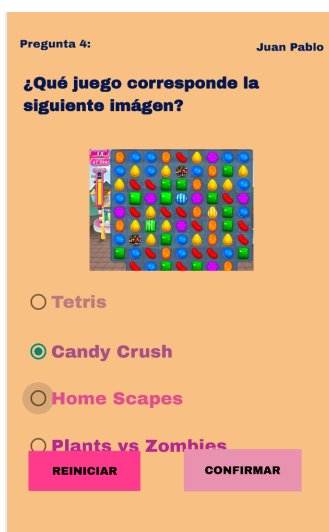 Pregunta 4:
Juan Pablo
¿Qué juego corresponde la
siguiente imágen?
Tetris
Candy Crush
Home Scapes
Plants vs Zombies
REINICIAR
CONFIRMAR